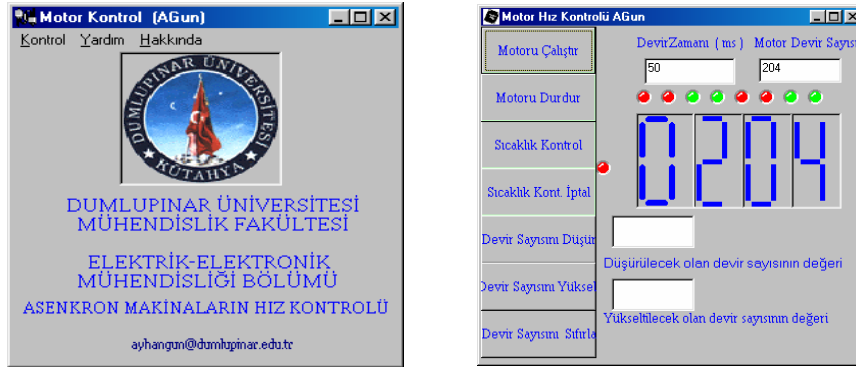 Motor Kontrol (AGun)
Kontrol Yardım Hakkında
DUMLUPINAR ÜNİVERSİTESİ
KÜTAHYA
DUMLUPINAR ÜNİVERSİTESİ
MÜHENDİSLİK FAKÜLTESİ
ELEKTRİK-ELEKTRONİK
MÜHENDİSLİĞİ BÖLÜMÜ
ASENKRON MAKİNALARIN HIZ KONTROLÜ
ayhangun@dumlupinar.edu.tr
Motor Hız Kontrolü AGun
Motoru Çalıştır
Motoru Durdur
Sıcaklık Kontrol
Sıcaklık Kont. İptal
Devir Sayısını Düşür
Devir Sayısını Yüksel
Devir Sayısını Sıfırla
DevirZamanı ( ms ) Motor Devir Sayıs
50 204
0204
Düşürülecek olan devir sayısının değeri
Yükseltilecek olan devir sayısının değeri